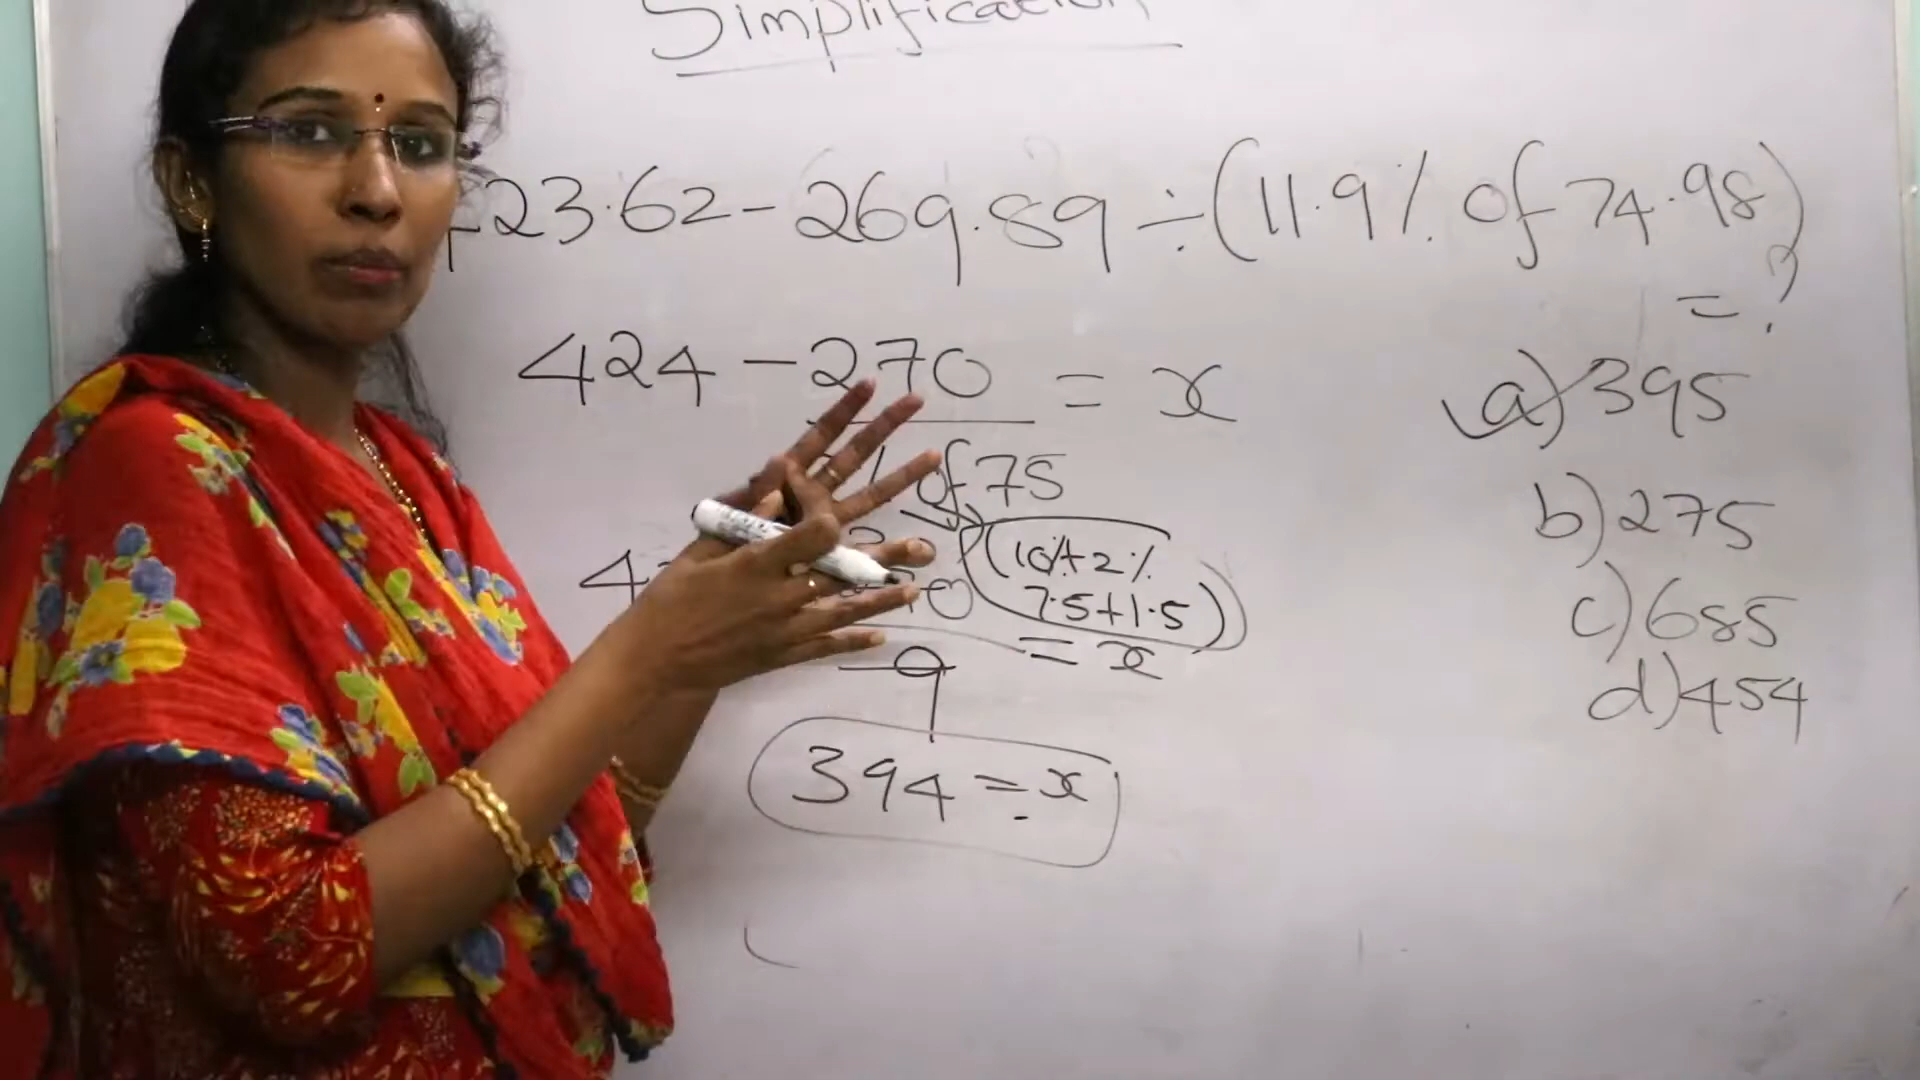 Simplification
423.62 - 269.89 ÷ (11.9% of 74.98)
= ?
424 - 270 = x
% of 75
(10%+2%
7.5+1.5)
= x
9
394 = x
a) 395
b) 275
c) 685
d) 454